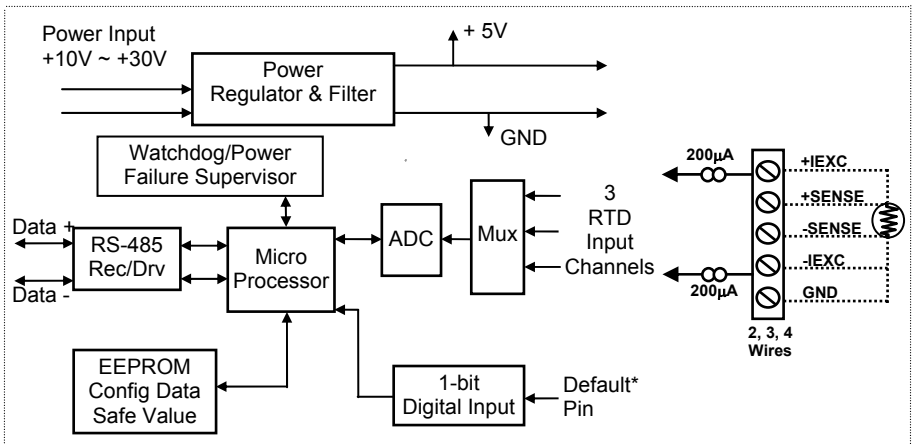 Power Input
+10V ~ +30V
Power
Regulator & Filter
+ 5V
GND
Watchdog/Power
Failure Supervisor
Data +
Data -
RS-485
Rec/Drv
Micro
Processor
ADC
Mux
3
RTD
Input
Channels
EEPROM
Config Data
Safe Value
1-bit
Digital Input
Default*
Pin
200µA
200µA
+IEXC
+SENSE
-SENSE
-IEXC
GND
2, 3, 4
Wires